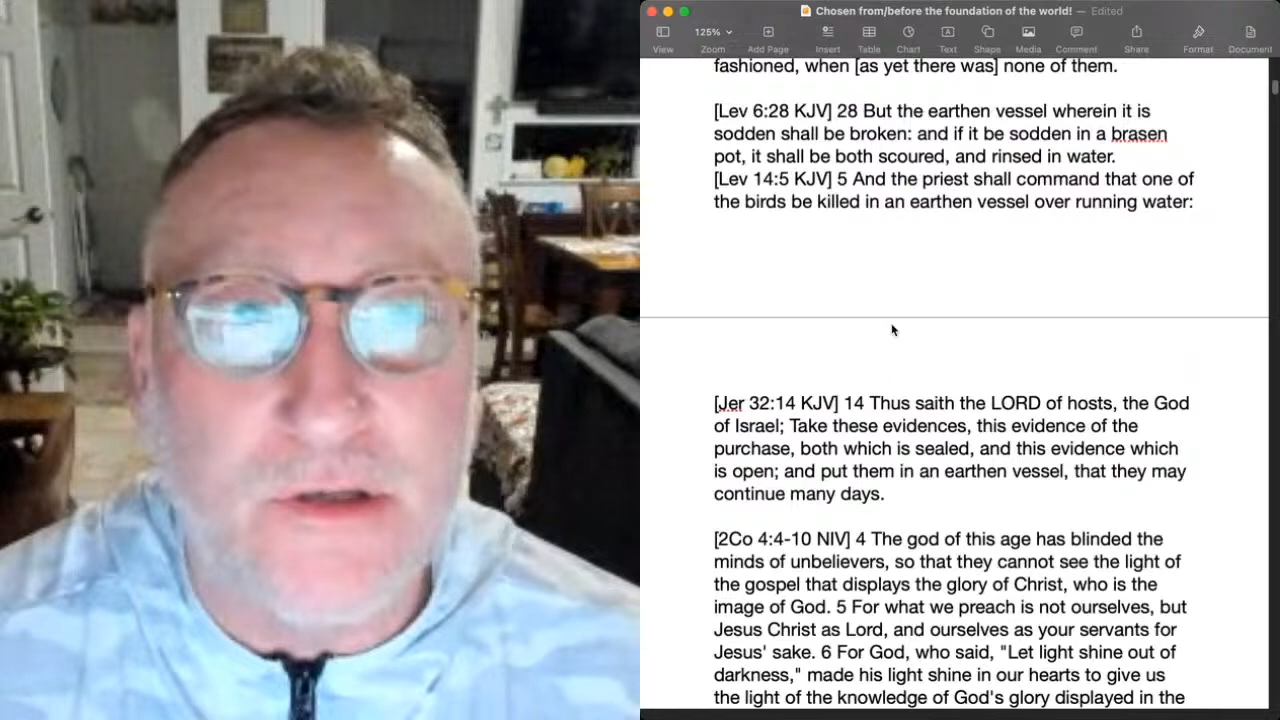 Chosen from/before the foundation of the world! — Edited
125%
View
Zoom
Add Page
Insert
Table
Chart
Text
Shape
Media
Comment
Share
Format
Document
fashioned, when [as yet there was] none of them.
[Lev 6:28 KJV] 28 But the earthen vessel wherein it is
sodden shall be broken: and if it be sodden in a brasen
pot, it shall be both scoured, and rinsed in water.
[Lev 14:5 KJV] 5 And the priest shall command that one of
the birds be killed in an earthen vessel over running water:
[Jer 32:14 KJV] 14 Thus saith the LORD of hosts, the God
of Israel; Take these evidences, this evidence of the
purchase, both which is sealed, and this evidence which
is open; and put them in an earthen vessel, that they may
continue many days.
[2Co 4:4-10 NIV] 4 The god of this age has blinded the
minds of unbelievers, so that they cannot see the light of
the gospel that displays the glory of Christ, who is the
image of God. 5 For what we preach is not ourselves, but
Jesus Christ as Lord, and ourselves as your servants for
Jesus' sake. 6 For God, who said, "Let light shine out of
darkness," made his light shine in our hearts to give us
the light of the knowledge of God's glory displayed in the